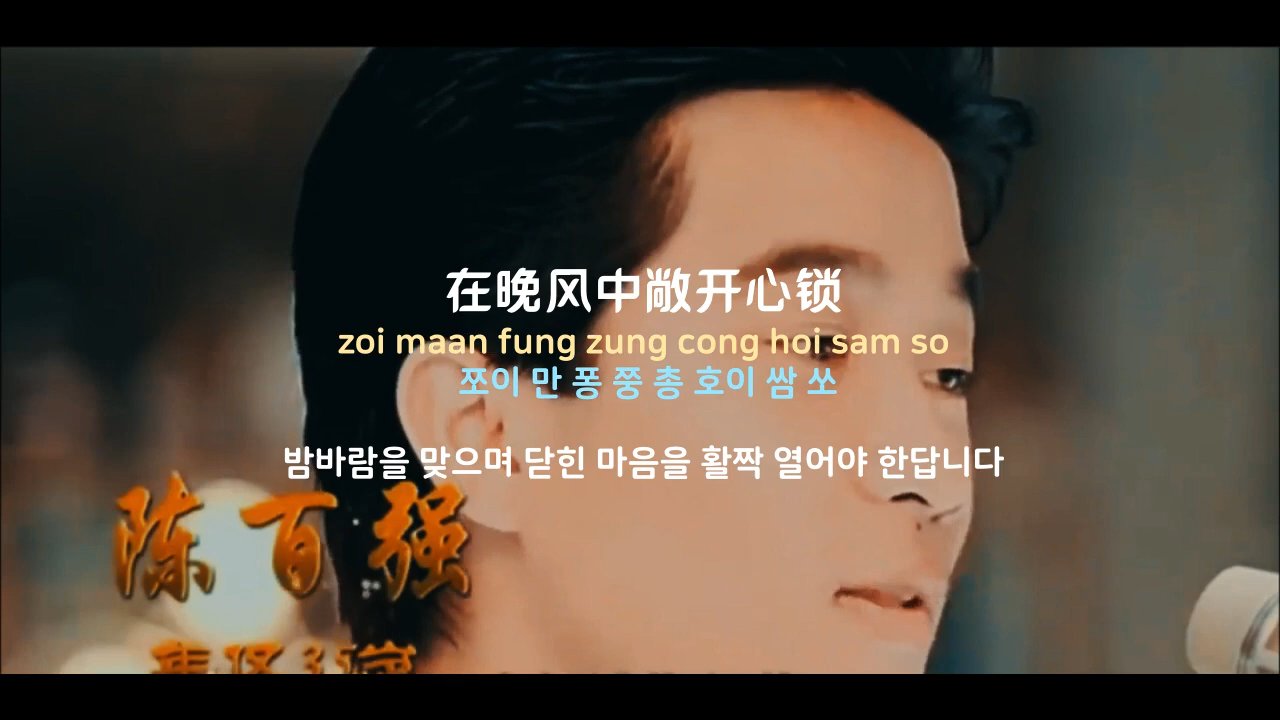 在晚风中敞开心锁
zoi maan fung zung cong hoi sam so
쪼이 만 퐁 쭝 총 호이 쌈 쏘
밤바람을 맞으며 닫힌 마음을 활짝 열어야 한답니다
陈百强